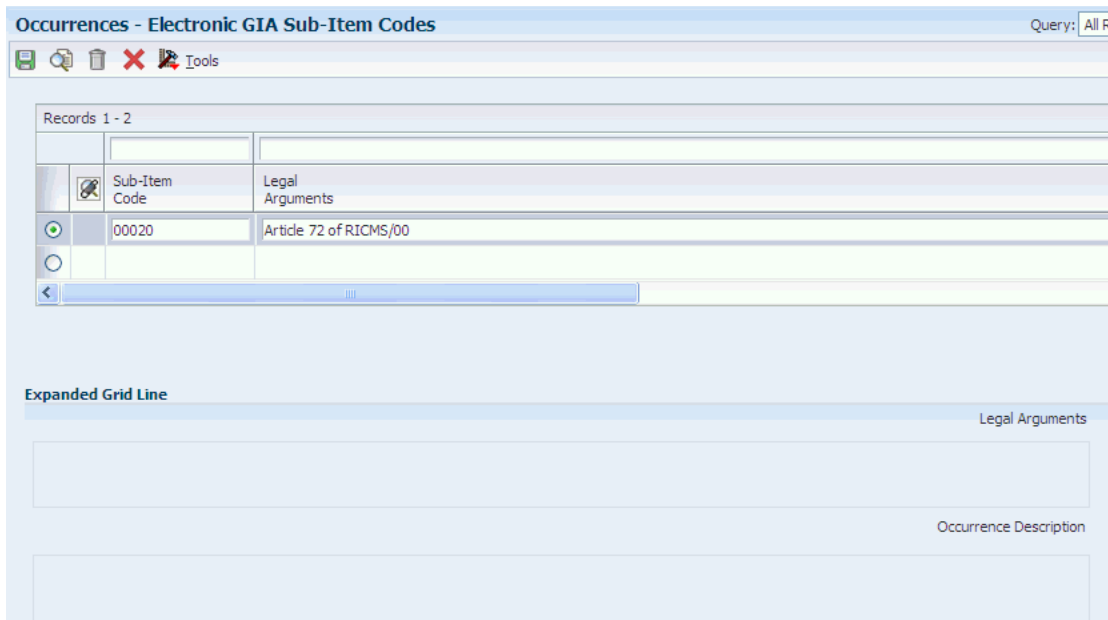 Occurrences - Electronic GIA Sub-Item Codes
Query: All
Tools
Records 1 - 2
Sub-Item Code
Legal Arguments
00020
Article 72 of RICMS/00
Expanded Grid Line
Legal Arguments
Occurrence Description